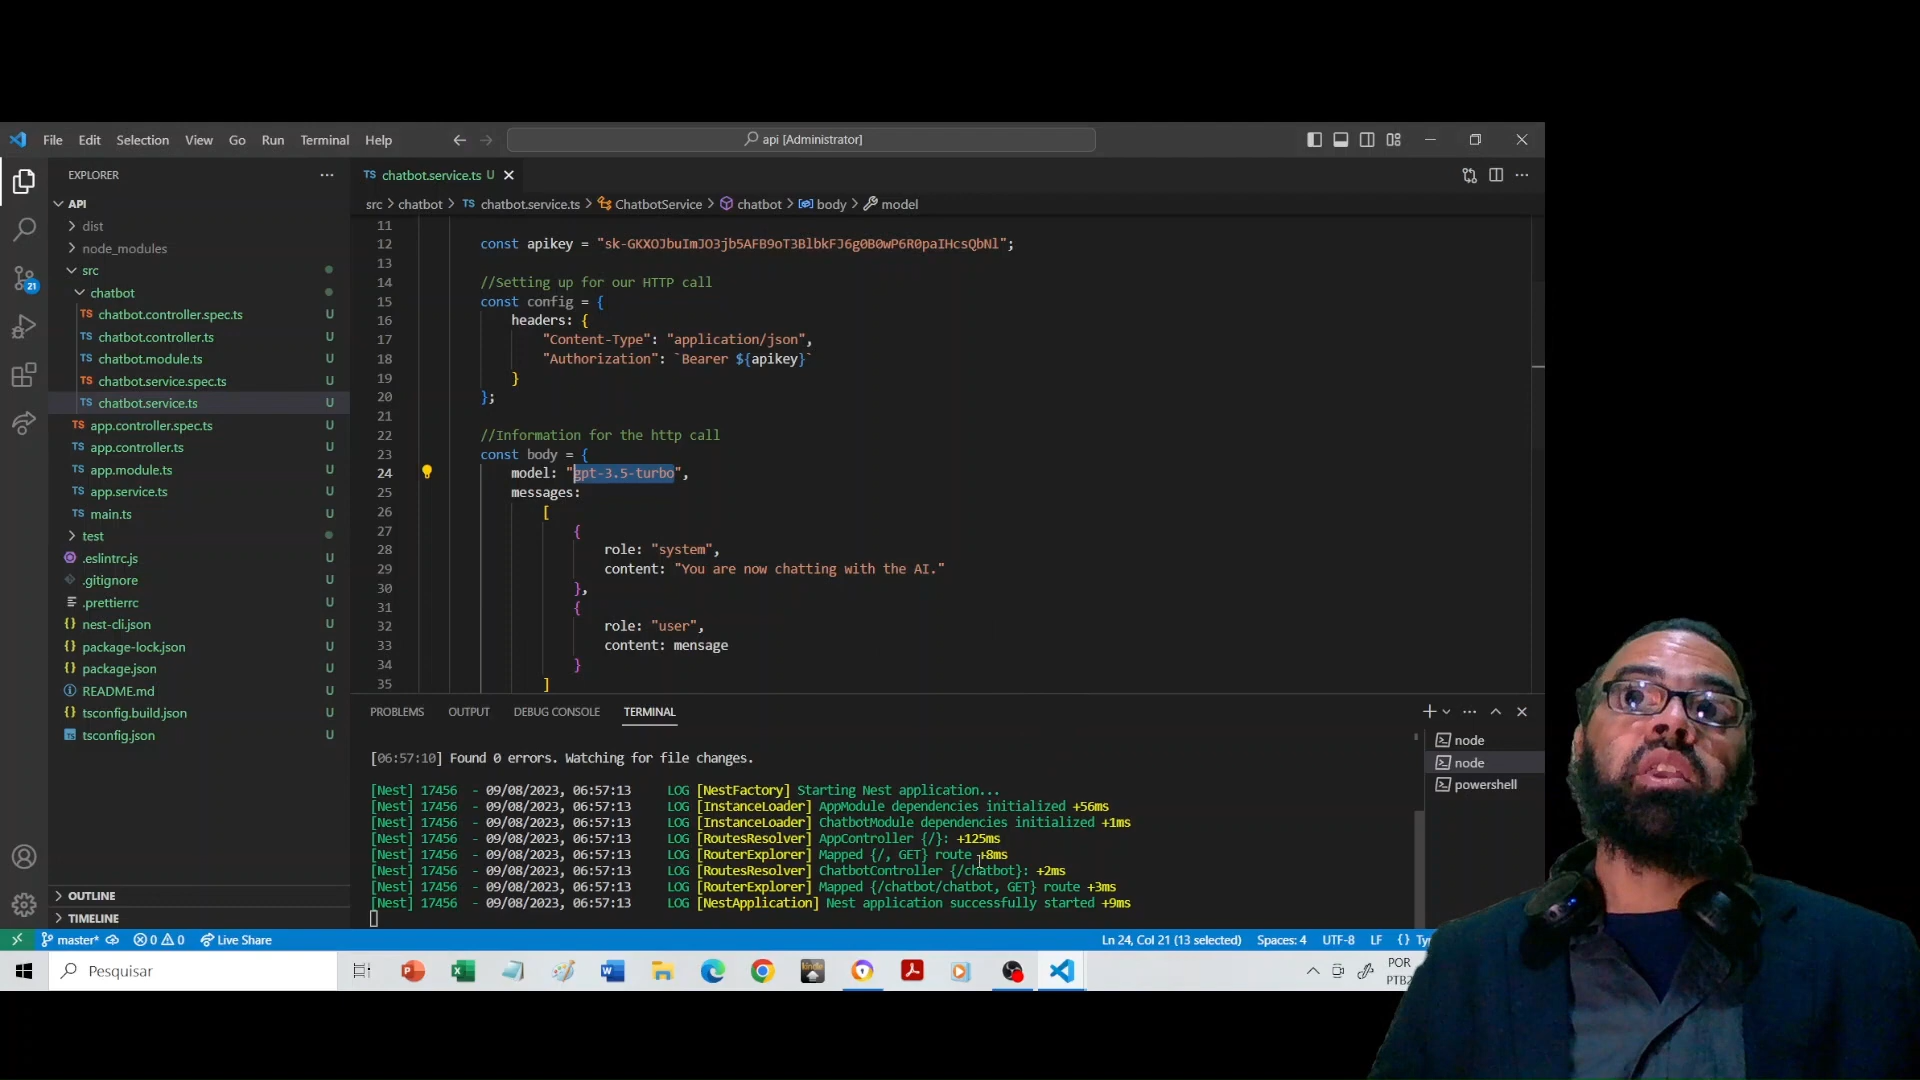 File Edit Selection View Go Run Terminal Help
api [Administrator]
EXPLORER
API
dist
node_modules
src
chatbot
chatbot.controller.spec.ts U
chatbot.controller.ts U
chatbot.module.ts U
chatbot.service.spec.ts U
chatbot.service.ts U
app.controller.spec.ts U
app.controller.ts U
app.module.ts U
app.service.ts U
main.ts U
test
.eslintrc.js U
.gitignore U
.prettierrc U
nest-cli.json U
package-lock.json U
package.json U
README.md U
tsconfig.build.json U
tsconfig.json U
OUTLINE
TIMELINE
21
TS chatbot.service.ts U
src > chatbot > TS chatbot.service.ts > ChatbotService > chatbot > body > model
11
12 const apikey = "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";
13
14 //Setting up for our HTTP call
15 const config = {
16 headers: {
17 "Content-Type": "application/json",
18 "Authorization": `Bearer ${apikey}`
19 }
20 };
21
22 //Information for the http call
23 const body = {
24 model: "gpt-3.5-turbo",
25 messages:
26 [
27 {
28 role: "system",
29 content: "You are now chatting with the AI."
30 },
31 {
32 role: "user",
33 content: mensage
34 }
35 ]
PROBLEMS OUTPUT DEBUG CONSOLE TERMINAL
[06:57:10] Found 0 errors. Watching for file changes.
[Nest] 17456 - 09/08/2023, 06:57:13 LOG [NestFactory] Starting Nest application...
[Nest] 17456 - 09/08/2023, 06:57:13 LOG [InstanceLoader] AppModule dependencies initialized +56ms
[Nest] 17456 - 09/08/2023, 06:57:13 LOG [InstanceLoader] ChatbotModule dependencies initialized +1ms
[Nest] 17456 - 09/08/2023, 06:57:13 LOG [RoutesResolver] AppController {/}: +125ms
[Nest] 17456 - 09/08/2023, 06:57:13 LOG [RouterExplorer] Mapped {/, GET} route +8ms
[Nest] 17456 - 09/08/2023, 06:57:13 LOG [RoutesResolver] ChatbotController {/chatbot}: +2ms
[Nest] 17456 - 09/08/2023, 06:57:13 LOG [RouterExplorer] Mapped {/chatbot/chatbot, GET} route +3ms
[Nest] 17456 - 09/08/2023, 06:57:13 LOG [NestApplication] Nest application successfully started +9ms
node
node
powershell
master* 0 0 Live Share
Ln 24, Col 21 (13 selected) Spaces: 4 UTF-8 LF {} Ty
Pesquisar
kindle
POR
PTB2